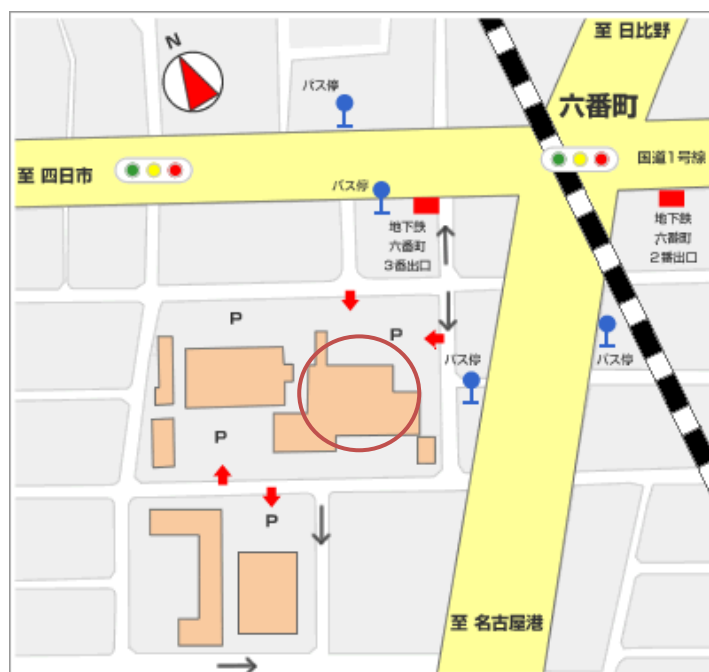 至 日比野
N
バス停
六番町
国道1号線
至 四日市
バス停
地下鉄
六番町
3番出口
地下鉄
六番町
2番出口
P
P
バス停
バス停
P
P
至 名古屋港